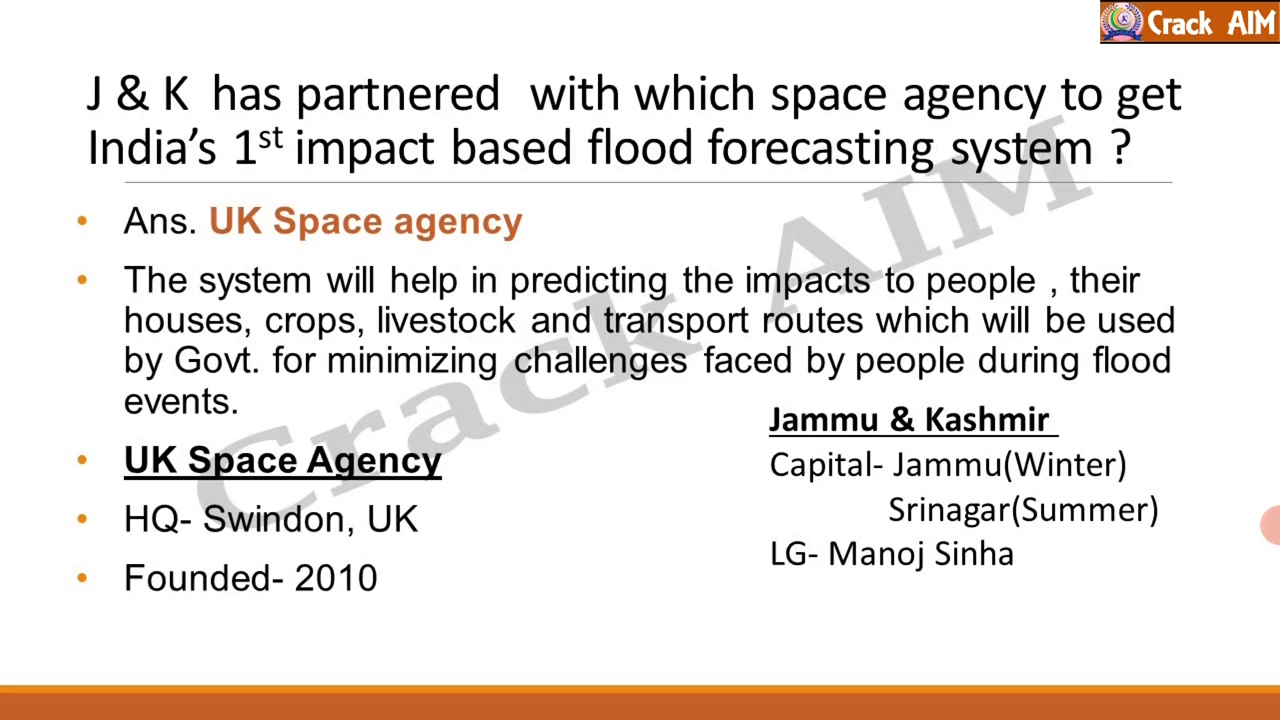 Crack AIM
J & K has partnered with which space agency to get
India's 1st impact based flood forecasting system ?
• Ans. UK Space agency
• The system will help in predicting the impacts to people , their
houses, crops, livestock and transport routes which will be used
by Govt. for minimizing challenges faced by people during flood
events.
• UK Space Agency
• HQ- Swindon, UK
• Founded- 2010
Jammu & Kashmir
Capital- Jammu(Winter)
Srinagar(Summer)
LG- Manoj Sinha
Crack AIM